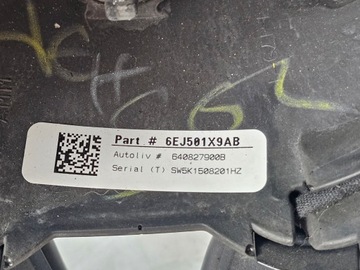 Part # 6EJ501X9AB
Autoliv # 640827900B
Serial (T) SW5K1508201HZ